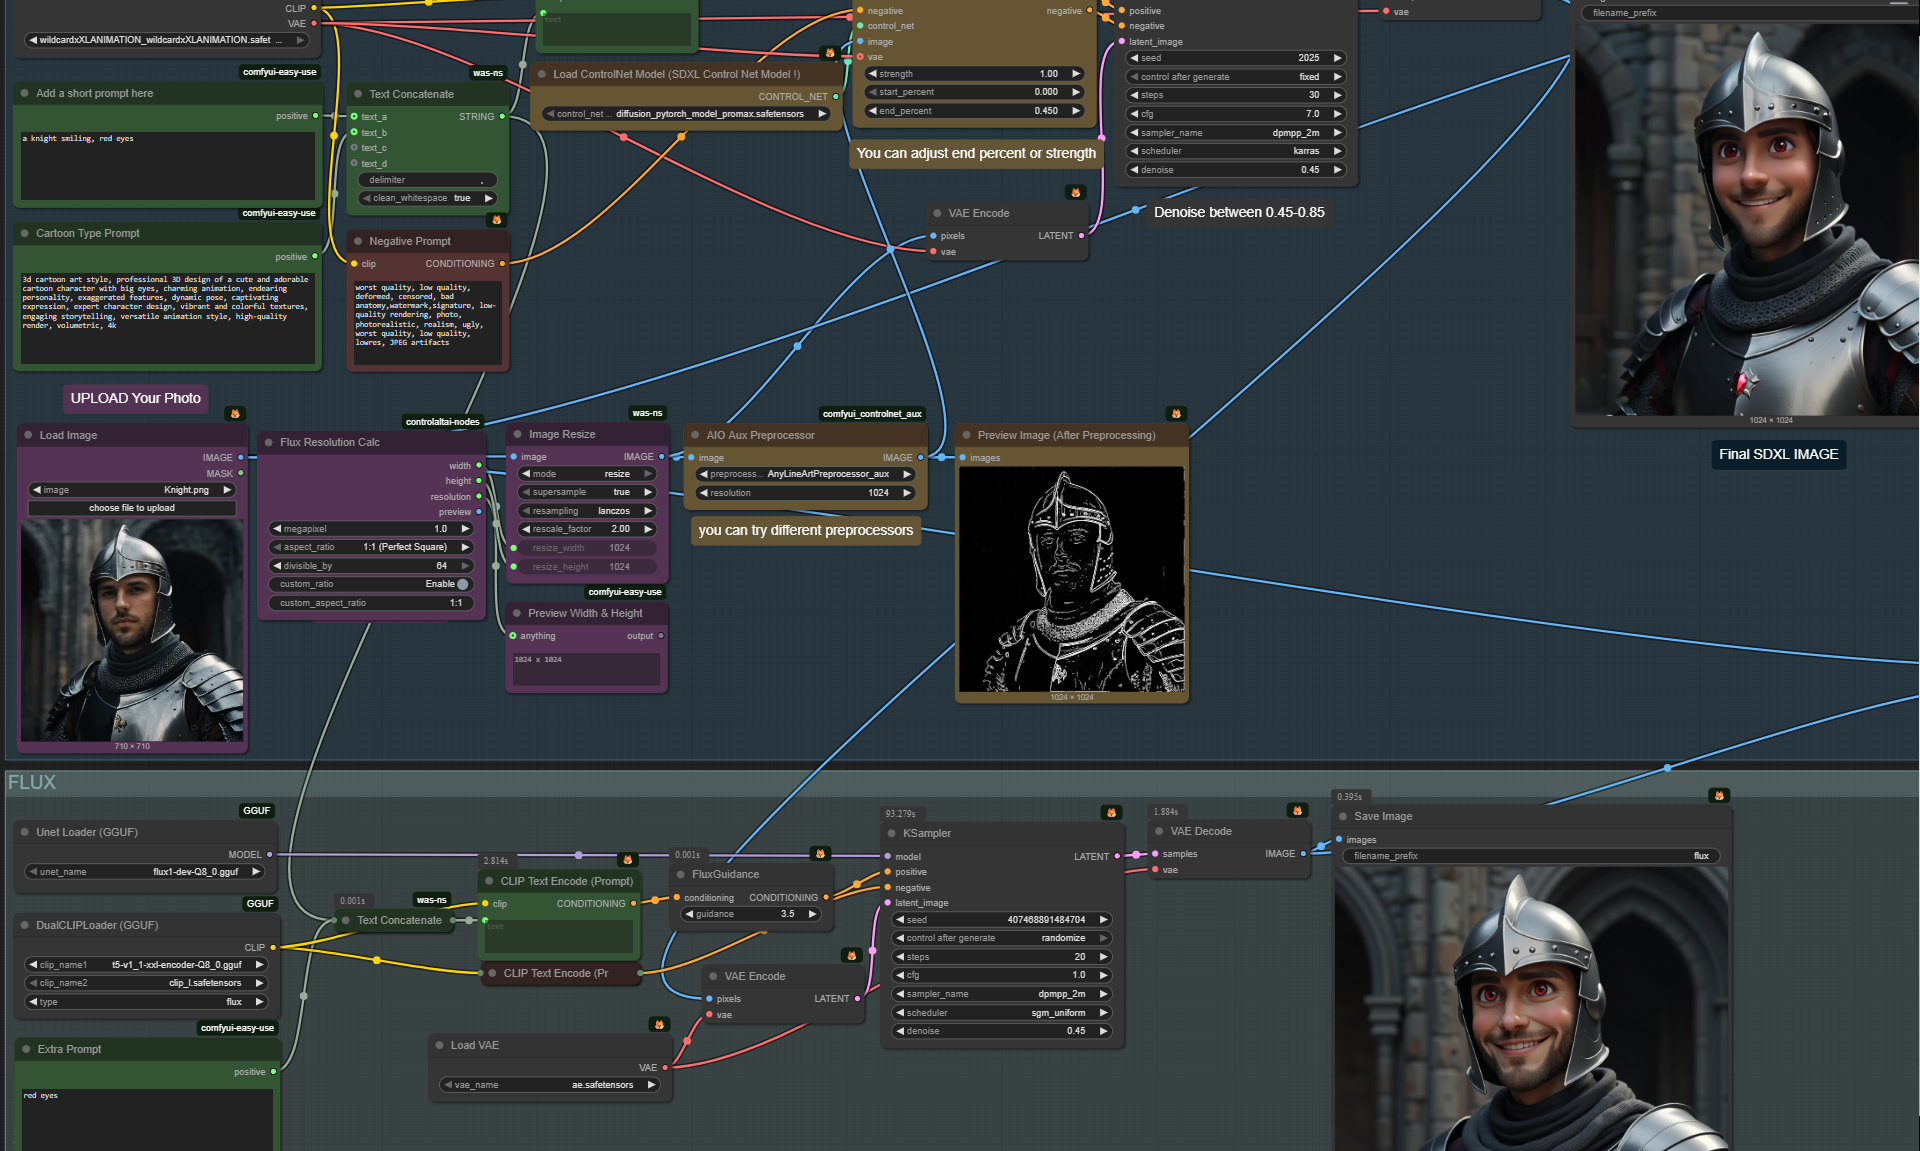 CLIP
VAE
wildcardxXLANIMATION_wildcardxXLANIMATION.safet ...
comfyui-easy-use
Add a short prompt here
positive
a knight smiling, red eyes
comfyui-easy-use
Cartoon Type Prompt
positive
3d cartoon art style, professional 3D design of a cute and adorable
cartoon character with big eyes, charming animation, endearing
personality, exaggerated features, dynamic pose, captivating
expression, expert character design, vibrant and colorful textures,
engaging storytelling, versatile animation style, high-quality
render, volumetric, 4k
was-ns
Text Concatenate
text_a
STRING
text_b
text_c
text_d
delimiter
.
clean_whitespace true
Negative Prompt
clip
CONDITIONING
worst quality, low quality,
deformed, censored, bad
anatomy,watermark,signature, low-
quality rendering, photo,
photorealistic, realism, ugly,
worst quality, low quality,
lowres, JPEG artifacts
text
Load ControlNet Model (SDXL Control Net Model !)
CONTROL_NET
control_net ... diffusion_pytorch_model_promax.safetensors
negative
negative
control_net
image
vae
strength 1.00
start_percent 0.000
end_percent 0.450
You can adjust end percent or strength
positive
negative
latent_image
seed 2025
control after generate fixed
steps 30
cfg 7.0
sampler_name dpmpp_2m
scheduler karras
denoise 0.45
Denoise between 0.45-0.85
VAE Encode
pixels
LATENT
vae
vae
filename_prefix
1024 × 1024
Final SDXL IMAGE
UPLOAD Your Photo
Load Image
IMAGE
MASK
image Knight.png
choose file to upload
710 × 710
controlaltai-nodes
Flux Resolution Calc
width
height
resolution
preview
megapixel 1.0
aspect_ratio 1:1 (Perfect Square)
divisible_by 64
custom_ratio Enable
custom_aspect_ratio 1:1
was-ns
Image Resize
image
IMAGE
mode resize
supersample true
resampling lanczos
rescale_factor 2.00
resize_width 1024
resize_height 1024
comfyui-easy-use
Preview Width & Height
anything
output
1024 x 1024
comfyui_controlnet_aux
AIO Aux Preprocessor
image
IMAGE
preprocess... AnyLineArtPreprocessor_aux
resolution 1024
you can try different preprocessors
Preview Image (After Preprocessing)
images
1024 × 1024
FLUX
GGUF
Unet Loader (GGUF)
MODEL
unet_name flux1-dev-Q8_0.gguf
GGUF
DualCLIPLoader (GGUF)
CLIP
clip_name1 t5-v1_1-xxl-encoder-Q8_0.gguf
clip_name2 clip_l.safetensors
type flux
comfyui-easy-use
Extra Prompt
positive
red eyes
0.001s
was-ns
Text Concatenate
2.814s
CLIP Text Encode (Prompt)
clip
CONDITIONING
text
CLIP Text Encode (Pr
0.001s
FluxGuidance
conditioning
CONDITIONING
guidance 3.5
VAE Encode
pixels
LATENT
vae
Load VAE
VAE
vae_name ae.safetensors
93.279s
KSampler
model
LATENT
positive
negative
latent_image
seed 407468891484704
control after generate randomize
steps 20
cfg 1.0
sampler_name dpmpp_2m
scheduler sgm_uniform
denoise 0.45
1.884s
VAE Decode
samples
IMAGE
vae
0.395s
Save Image
images
filename_prefix flux